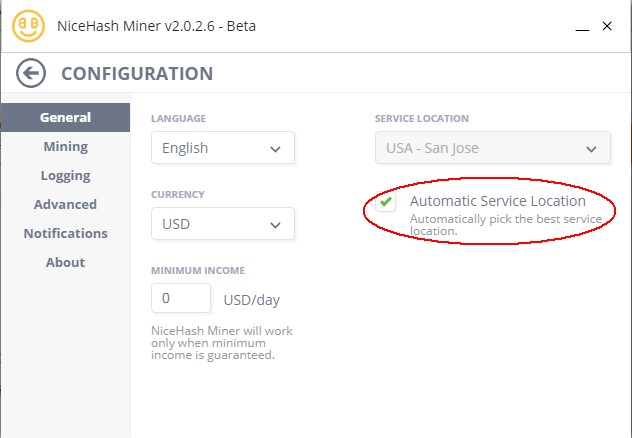 NiceHash Miner v2.0.2.6 - Beta
CONFIGURATION
General
Mining
Logging
Advanced
Notifications
About
LANGUAGE
English
CURRENCY
USD
MINIMUM INCOME
0 USD/day
NiceHash Miner will work
only when minimum
income is guaranteed.
SERVICE LOCATION
USA - San Jose
Automatic Service Location
Automatically pick the best service
location.